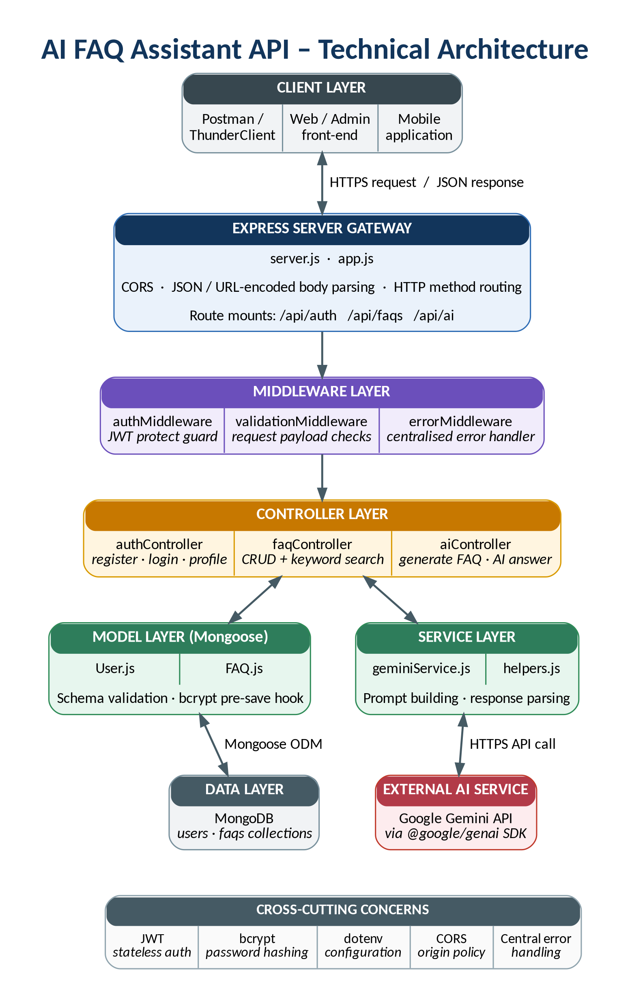 AI FAQ Assistant API – Technical Architecture
CLIENT LAYER
Postman /
ThunderClient
Web / Admin
front-end
Mobile
application
HTTPS request / JSON response
EXPRESS SERVER GATEWAY
server.js · app.js
CORS · JSON / URL-encoded body parsing · HTTP method routing
Route mounts: /api/auth /api/faqs /api/ai
MIDDLEWARE LAYER
authMiddleware
JWT protect guard
validationMiddleware
request payload checks
errorMiddleware
centralised error handler
CONTROLLER LAYER
authController
register · login · profile
faqController
CRUD + keyword search
aiController
generate FAQ · AI answer
MODEL LAYER (Mongoose)
User.js
FAQ.js
Schema validation · bcrypt pre-save hook
SERVICE LAYER
geminiService.js
helpers.js
Prompt building · response parsing
Mongoose ODM
HTTPS API call
DATA LAYER
MongoDB
users · faqs collections
EXTERNAL AI SERVICE
Google Gemini API
via @google/genai SDK
CROSS-CUTTING CONCERNS
JWT
stateless auth
bcrypt
password hashing
dotenv
configuration
CORS
origin policy
Central error
handling